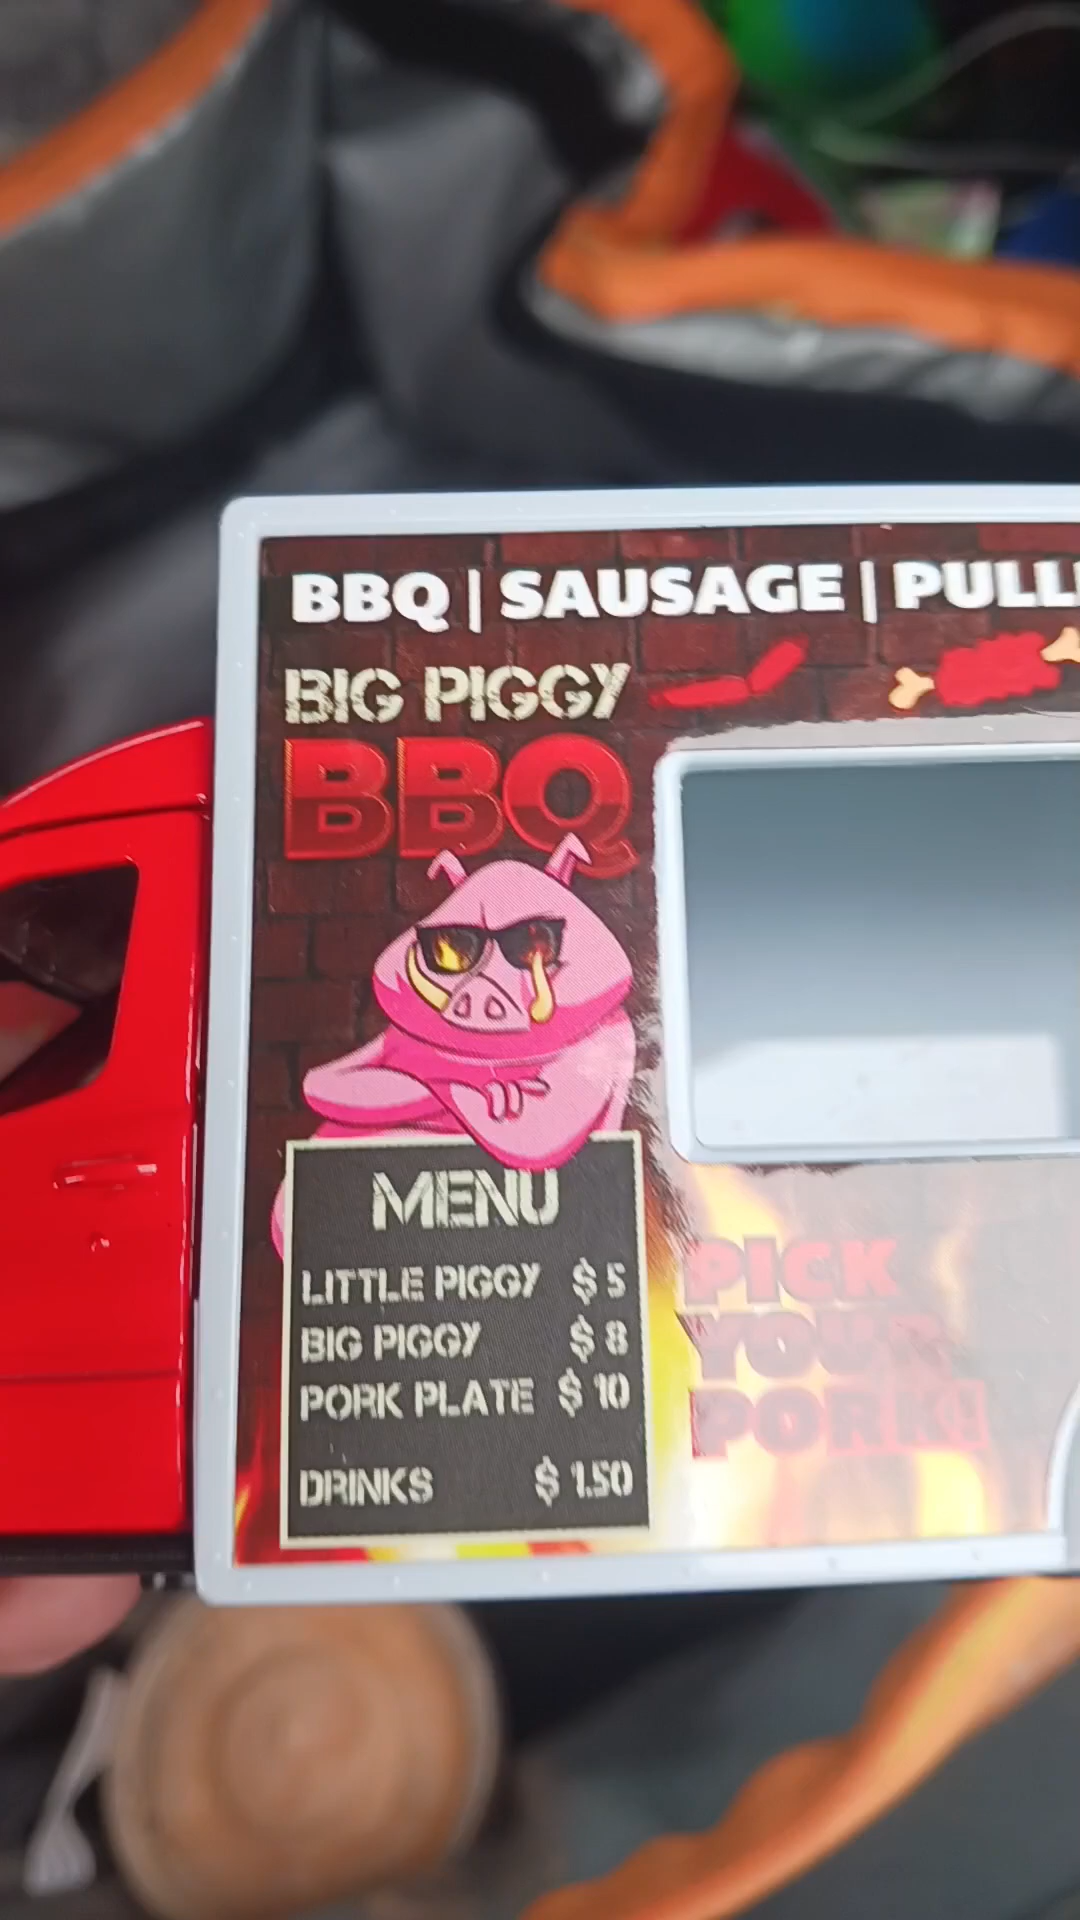 BBQ | SAUSAGE | PULL
BIG PIGGY
BBQ
MENU
LITTLE PIGGY $ 5
BIG PIGGY $ 8
PORK PLATE $ 10
DRINKS $ 1.50
PICK
YOUR
PORK!